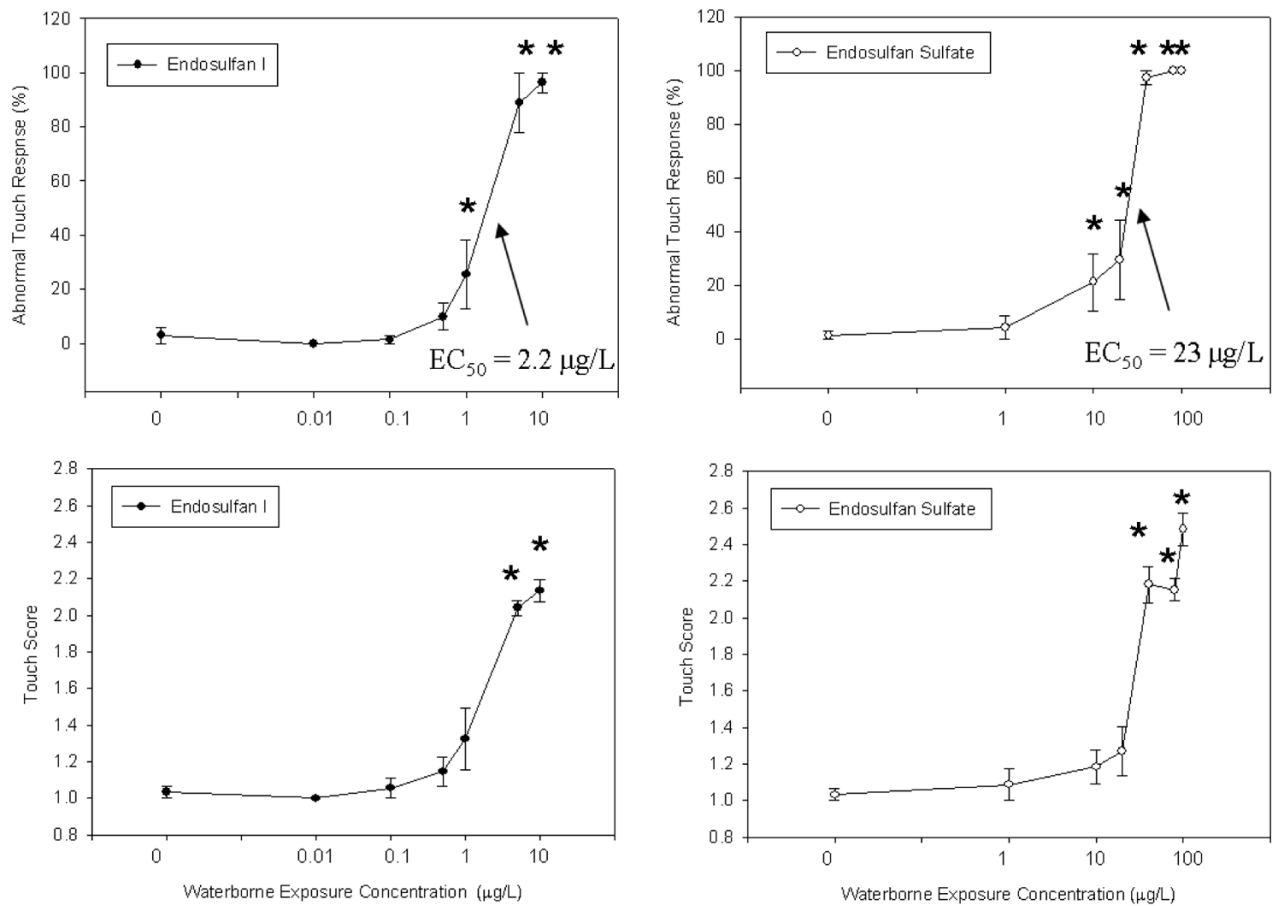 Abnormal Touch Respnse (%)
120
100
80
60
40
20
0
Endosulfan I
* * *
EC50 = 2.2 μg/L
0 0.01 0.1 1 10
Abnormal Touch Response (%)
120
100
80
60
40
20
0
Endosulfan Sulfate
* * * * *
EC50 = 23 μg/L
0 1 10 100
Touch Score
2.8
2.6
2.4
2.2
2.0
1.8
1.6
1.4
1.2
1.0
0.8
Endosulfan I
* *
0 0.01 0.1 1 10
Waterborne Exposure Concentration (μg/L)
Touch Score
2.8
2.6
2.4
2.2
2.0
1.8
1.6
1.4
1.2
1.0
0.8
Endosulfan Sulfate
* * *
0 1 10 100
Waterborne Exposure Concentration (μg/L)